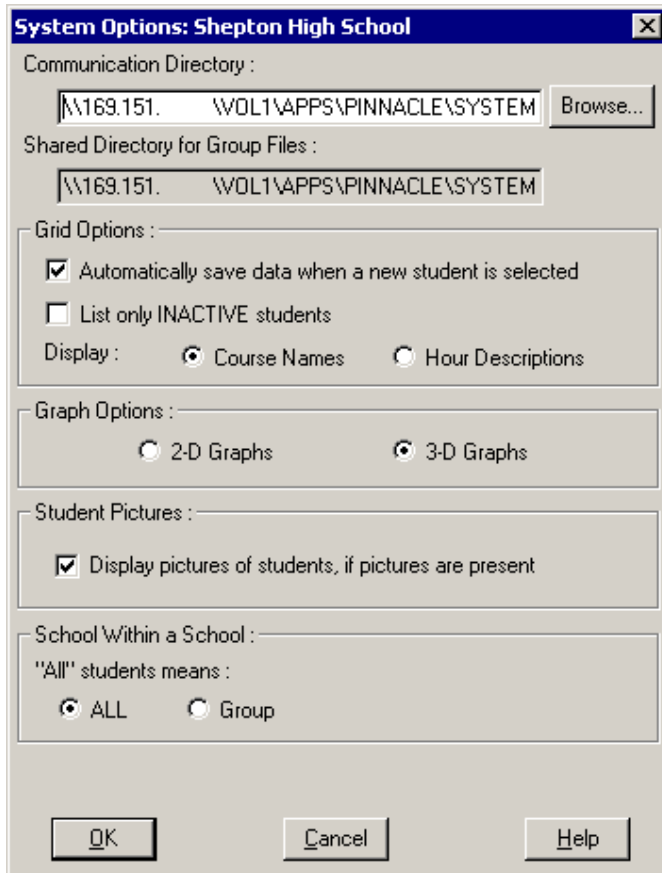 System Options: Shepton High School
Communication Directory :
\\169.151. \VOL1\APPS\PINNACLE\SYSTEM Browse...
Shared Directory for Group Files :
\\169.151. \VOL1\APPS\PINNACLE\SYSTEM
Grid Options :
Automatically save data when a new student is selected
List only INACTIVE students
Display : Course Names Hour Descriptions
Graph Options :
2-D Graphs 3-D Graphs
Student Pictures :
Display pictures of students, if pictures are present
School Within a School :
"All" students means :
ALL Group
OK Cancel Help